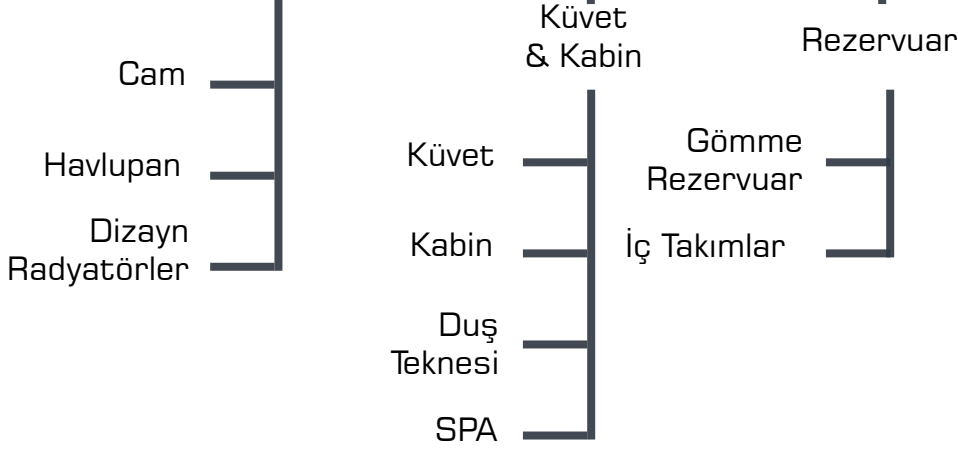 Cam
Havlupan
Dizayn
Radyatörler
Küvet
& Kabin
Küvet
Kabin
Duş
Teknesi
SPA
Rezervuar
Gömme
Rezervuar
İç Takımlar